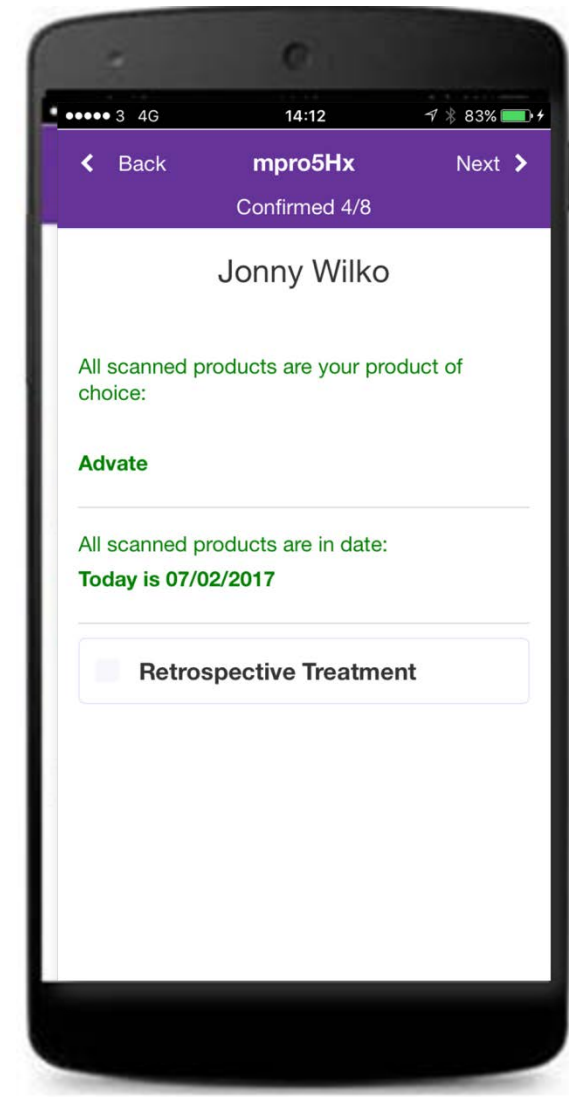 3 4G 14:12 83%
Back mpro5Hx Next
Confirmed 4/8
Jonny Wilko
All scanned products are your product of
choice:
Advate
All scanned products are in date:
Today is 07/02/2017
Retrospective Treatment